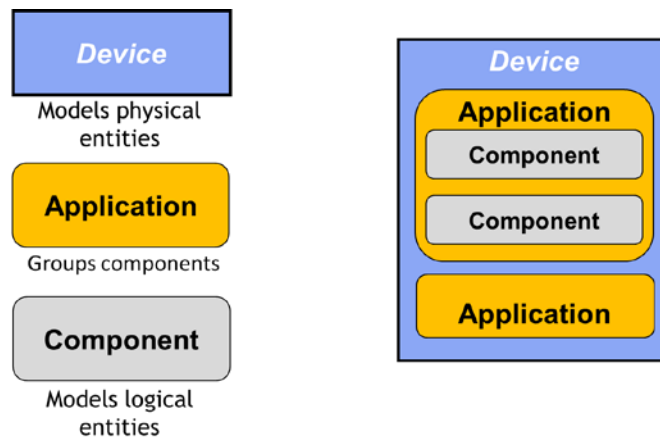 Device
Models physical
entities
Application
Groups components
Component
Models logical
entities
Device
Application
Component
Component
Application